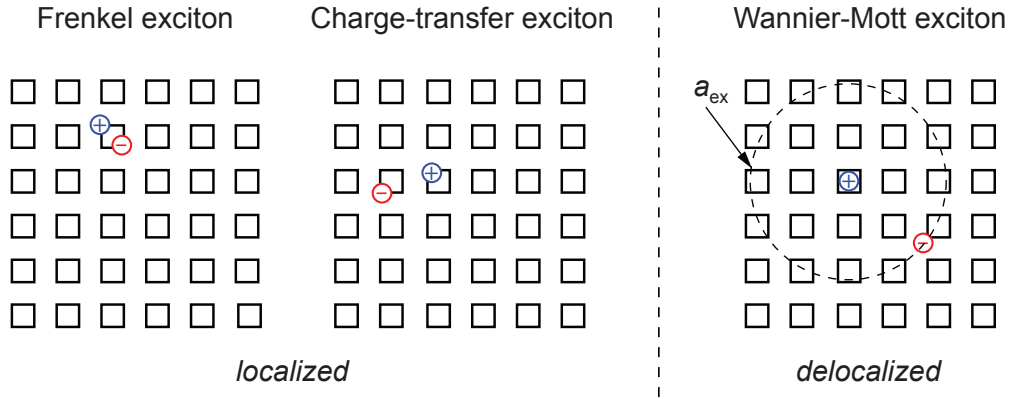 Frenkel exciton
Charge-transfer exciton
Wannier-Mott exciton
aex
+
−
+
−
+
−
localized
delocalized